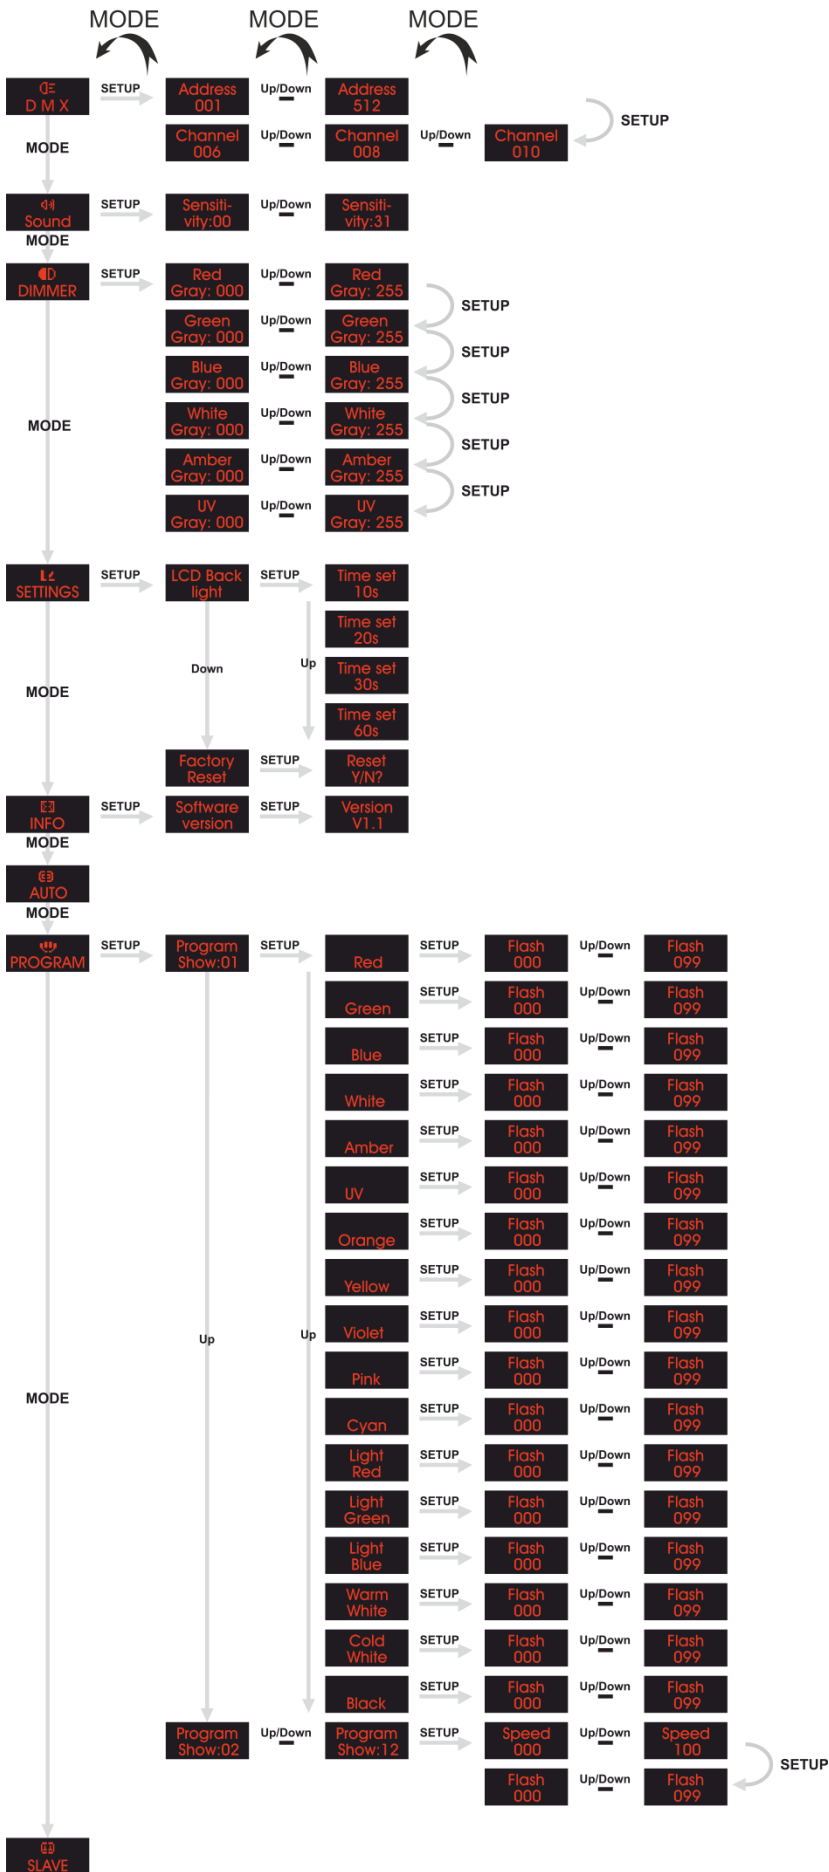 MODE MODE MODE
D M X SETUP Address 001 Up/Down Address 512
SETUP
Channel 006 Up/Down Channel 008 Up/Down Channel 010
MODE
Sound SETUP Sensiti-vity:00 Up/Down Sensiti-vity:31
MODE
DIMMER SETUP Red Gray: 000 Up/Down Red Gray: 255
SETUP
Green Gray: 000 Up/Down Green Gray: 255
SETUP
Blue Gray: 000 Up/Down Blue Gray: 255
SETUP
White Gray: 000 Up/Down White Gray: 255
MODE
SETUP
Amber Gray: 000 Up/Down Amber Gray: 255
SETUP
UV Gray: 000 Up/Down UV Gray: 255
SETTINGS SETUP LCD Back light SETUP Time set 10s
Time set 20s
Down Up Time set 30s
MODE
Time set 60s
Factory Reset SETUP Reset Y/N?
INFO SETUP Software version SETUP Version V1.1
MODE
AUTO
MODE
PROGRAM SETUP Program Show:01 SETUP Red SETUP Flash 000 Up/Down Flash 099
Green SETUP Flash 000 Up/Down Flash 099
Blue SETUP Flash 000 Up/Down Flash 099
White SETUP Flash 000 Up/Down Flash 099
Amber SETUP Flash 000 Up/Down Flash 099
UV SETUP Flash 000 Up/Down Flash 099
Orange SETUP Flash 000 Up/Down Flash 099
Yellow SETUP Flash 000 Up/Down Flash 099
Violet SETUP Flash 000 Up/Down Flash 099
Up Up
Pink SETUP Flash 000 Up/Down Flash 099
MODE
Cyan SETUP Flash 000 Up/Down Flash 099
Light Red SETUP Flash 000 Up/Down Flash 099
Light Green SETUP Flash 000 Up/Down Flash 099
Light Blue SETUP Flash 000 Up/Down Flash 099
Warm White SETUP Flash 000 Up/Down Flash 099
Cold White SETUP Flash 000 Up/Down Flash 099
Black SETUP Flash 000 Up/Down Flash 099
Program Show:02 Up/Down Program Show:12 SETUP Speed 000 Up/Down Speed 100
SETUP
Flash 000 Up/Down Flash 099
SLAVE